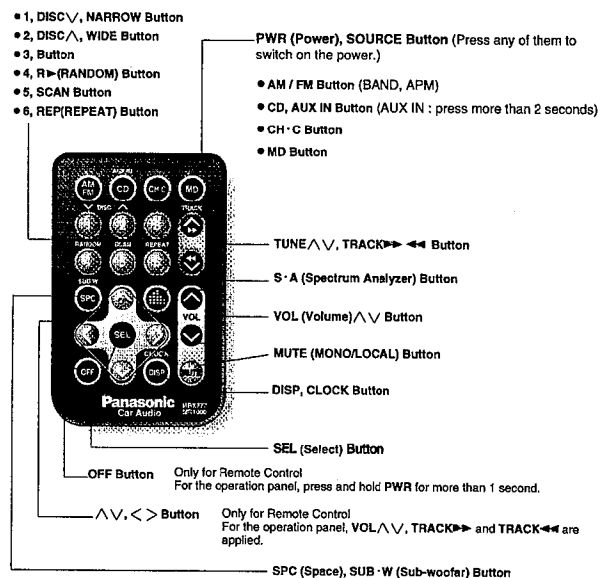 ● 1, DISC∨, NARROW Button
● 2, DISC∧, WIDE Button
● 3, Button
● 4, R▶(RANDOM) Button
● 5, SCAN Button
● 6, REP(REPEAT) Button
PWR (Power), SOURCE Button (Press any of them to
switch on the power.)
● AM / FM Button (BAND, APM)
● CD, AUX IN Button (AUX IN : press more than 2 seconds)
● CH·C Button
● MD Button
AUX IN
AM
FM
CD
CH·C
MD
∨ DISC ∧
TRACK
RANDOM
SCAN
REPEAT
SUB·W
SPC
VOL
SEL
CLOCK
OFF
DISP
Panasonic
Car Audio
TUNE∧∨, TRACK▶▶ ◀◀ Button
S·A (Spectrum Analyzer) Button
VOL (Volume)∧∨ Button
MUTE (MONO/LOCAL) Button
DISP, CLOCK Button
SEL (Select) Button
OFF Button
Only for Remote Control
For the operation panel, press and hold PWR for more than 1 second.
∧∨, < > Button
Only for Remote Control
For the operation panel, VOL∧∨, TRACK▶▶ and TRACK◀◀ are
applied.
SPC (Space), SUB·W (Sub-woofar) Button